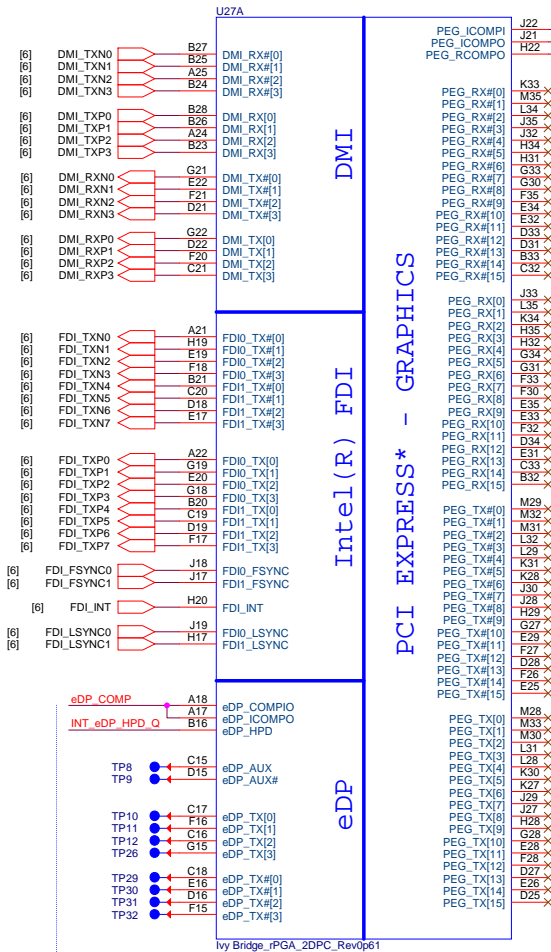 U27A
[6] DMI_TXN0 B27 DMI_RX#[0]
[6] DMI_TXN1 B25 DMI_RX#[1]
[6] DMI_TXN2 A25 DMI_RX#[2]
[6] DMI_TXN3 B24 DMI_RX#[3]
[6] DMI_TXP0 B28 DMI_RX[0]
[6] DMI_TXP1 B26 DMI_RX[1]
[6] DMI_TXP2 A24 DMI_RX[2]
[6] DMI_TXP3 B23 DMI_RX[3]
[6] DMI_RXN0 G21 DMI_TX#[0]
[6] DMI_RXN1 E22 DMI_TX#[1]
[6] DMI_RXN2 F21 DMI_TX#[2]
[6] DMI_RXN3 D21 DMI_TX#[3]
[6] DMI_RXP0 G22 DMI_TX[0]
[6] DMI_RXP1 D22 DMI_TX[1]
[6] DMI_RXP2 F20 DMI_TX[2]
[6] DMI_RXP3 C21 DMI_TX[3]
DMI
[6] FDI_TXN0 A21 FDI0_TX#[0]
[6] FDI_TXN1 H19 FDI0_TX#[1]
[6] FDI_TXN2 E19 FDI0_TX#[2]
[6] FDI_TXN3 F18 FDI0_TX#[3]
[6] FDI_TXN4 B21 FDI1_TX#[0]
[6] FDI_TXN5 C20 FDI1_TX#[1]
[6] FDI_TXN6 D18 FDI1_TX#[2]
[6] FDI_TXN7 E17 FDI1_TX#[3]
[6] FDI_TXP0 A22 FDI0_TX[0]
[6] FDI_TXP1 G19 FDI0_TX[1]
[6] FDI_TXP2 E20 FDI0_TX[2]
[6] FDI_TXP3 G18 FDI0_TX[3]
[6] FDI_TXP4 B20 FDI1_TX[0]
[6] FDI_TXP5 C19 FDI1_TX[1]
[6] FDI_TXP6 D19 FDI1_TX[2]
[6] FDI_TXP7 F17 FDI1_TX[3]
[6] FDI_FSYNC0 J18 FDI0_FSYNC
[6] FDI_FSYNC1 J17 FDI1_FSYNC
[6] FDI_INT H20 FDI_INT
[6] FDI_LSYNC0 J19 FDI0_LSYNC
[6] FDI_LSYNC1 H17 FDI1_LSYNC
Intel(R) FDI
eDP_COMP A18 eDP_COMPIO
A17 eDP_ICOMPO
INT_eDP_HPD_Q B16 eDP_HPD
TP8 C15 eDP_AUX
TP9 D15 eDP_AUX#
TP10 C17 eDP_TX[0]
TP11 F16 eDP_TX[1]
TP12 C16 eDP_TX[2]
TP26 G15 eDP_TX[3]
TP29 C18 eDP_TX#[0]
TP30 E16 eDP_TX#[1]
TP31 D16 eDP_TX#[2]
TP32 F15 eDP_TX#[3]
eDP
PCI EXPRESS* - GRAPHICS
PEG_ICOMPI J22
PEG_ICOMPO J21
PEG_RCOMPO H22
PEG_RX#[0] K33
PEG_RX#[1] M35
PEG_RX#[2] L34
PEG_RX#[3] J35
PEG_RX#[4] J32
PEG_RX#[5] H34
PEG_RX#[6] H31
PEG_RX#[7] G33
PEG_RX#[8] G30
PEG_RX#[9] F35
PEG_RX#[10] E34
PEG_RX#[11] E32
PEG_RX#[12] D33
PEG_RX#[13] D31
PEG_RX#[14] B33
PEG_RX#[15] C32
PEG_RX[0] J33
PEG_RX[1] L35
PEG_RX[2] K34
PEG_RX[3] H35
PEG_RX[4] H32
PEG_RX[5] G34
PEG_RX[6] G31
PEG_RX[7] F33
PEG_RX[8] F30
PEG_RX[9] E35
PEG_RX[10] E33
PEG_RX[11] F32
PEG_RX[12] D34
PEG_RX[13] E31
PEG_RX[14] C33
PEG_RX[15] B32
PEG_TX#[0] M29
PEG_TX#[1] M32
PEG_TX#[2] M31
PEG_TX#[3] L32
PEG_TX#[4] L29
PEG_TX#[5] K31
PEG_TX#[6] K28
PEG_TX#[7] J30
PEG_TX#[8] J28
PEG_TX#[9] H29
PEG_TX#[10] G27
PEG_TX#[11] E29
PEG_TX#[12] F27
PEG_TX#[13] D28
PEG_TX#[14] F26
PEG_TX#[15] E25
PEG_TX[0] M28
PEG_TX[1] M33
PEG_TX[2] M30
PEG_TX[3] L31
PEG_TX[4] L28
PEG_TX[5] K30
PEG_TX[6] K27
PEG_TX[7] J29
PEG_TX[8] J27
PEG_TX[9] H28
PEG_TX[10] G28
PEG_TX[11] E28
PEG_TX[12] F28
PEG_TX[13] D27
PEG_TX[14] E26
PEG_TX[15] D25
Ivy Bridge_rPGA_2DPC_Rev0p61